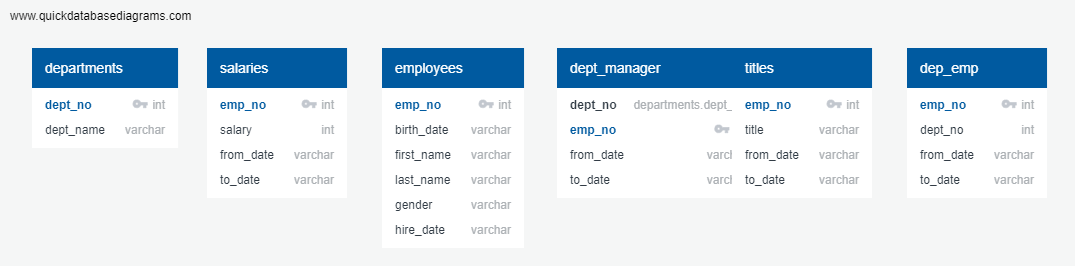 www.quickdatabasediagrams.com
departments
dept_no int
dept_name varchar
salaries
emp_no int
salary int
from_date varchar
to_date varchar
employees
emp_no int
birth_date varchar
first_name varchar
last_name varchar
gender varchar
hire_date varchar
dept_manager
dept_no departments.dept_
emp_no
from_date varcl
to_date varcl
titles
emp_no int
title varchar
from_date varchar
to_date varchar
dep_emp
emp_no int
dept_no int
from_date varchar
to_date varchar